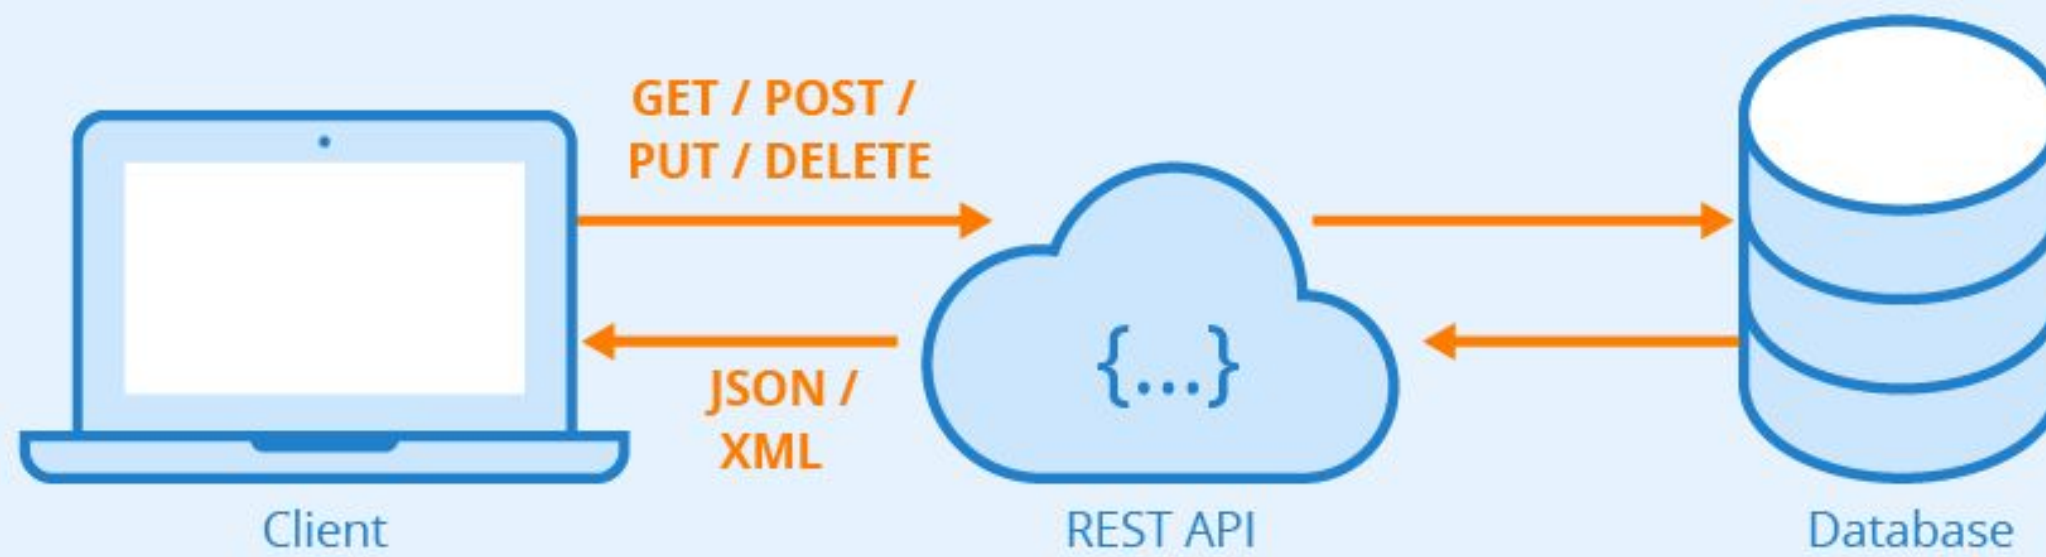 GET / POST /
PUT / DELETE
{...}
JSON /
XML
Client
REST API
Database